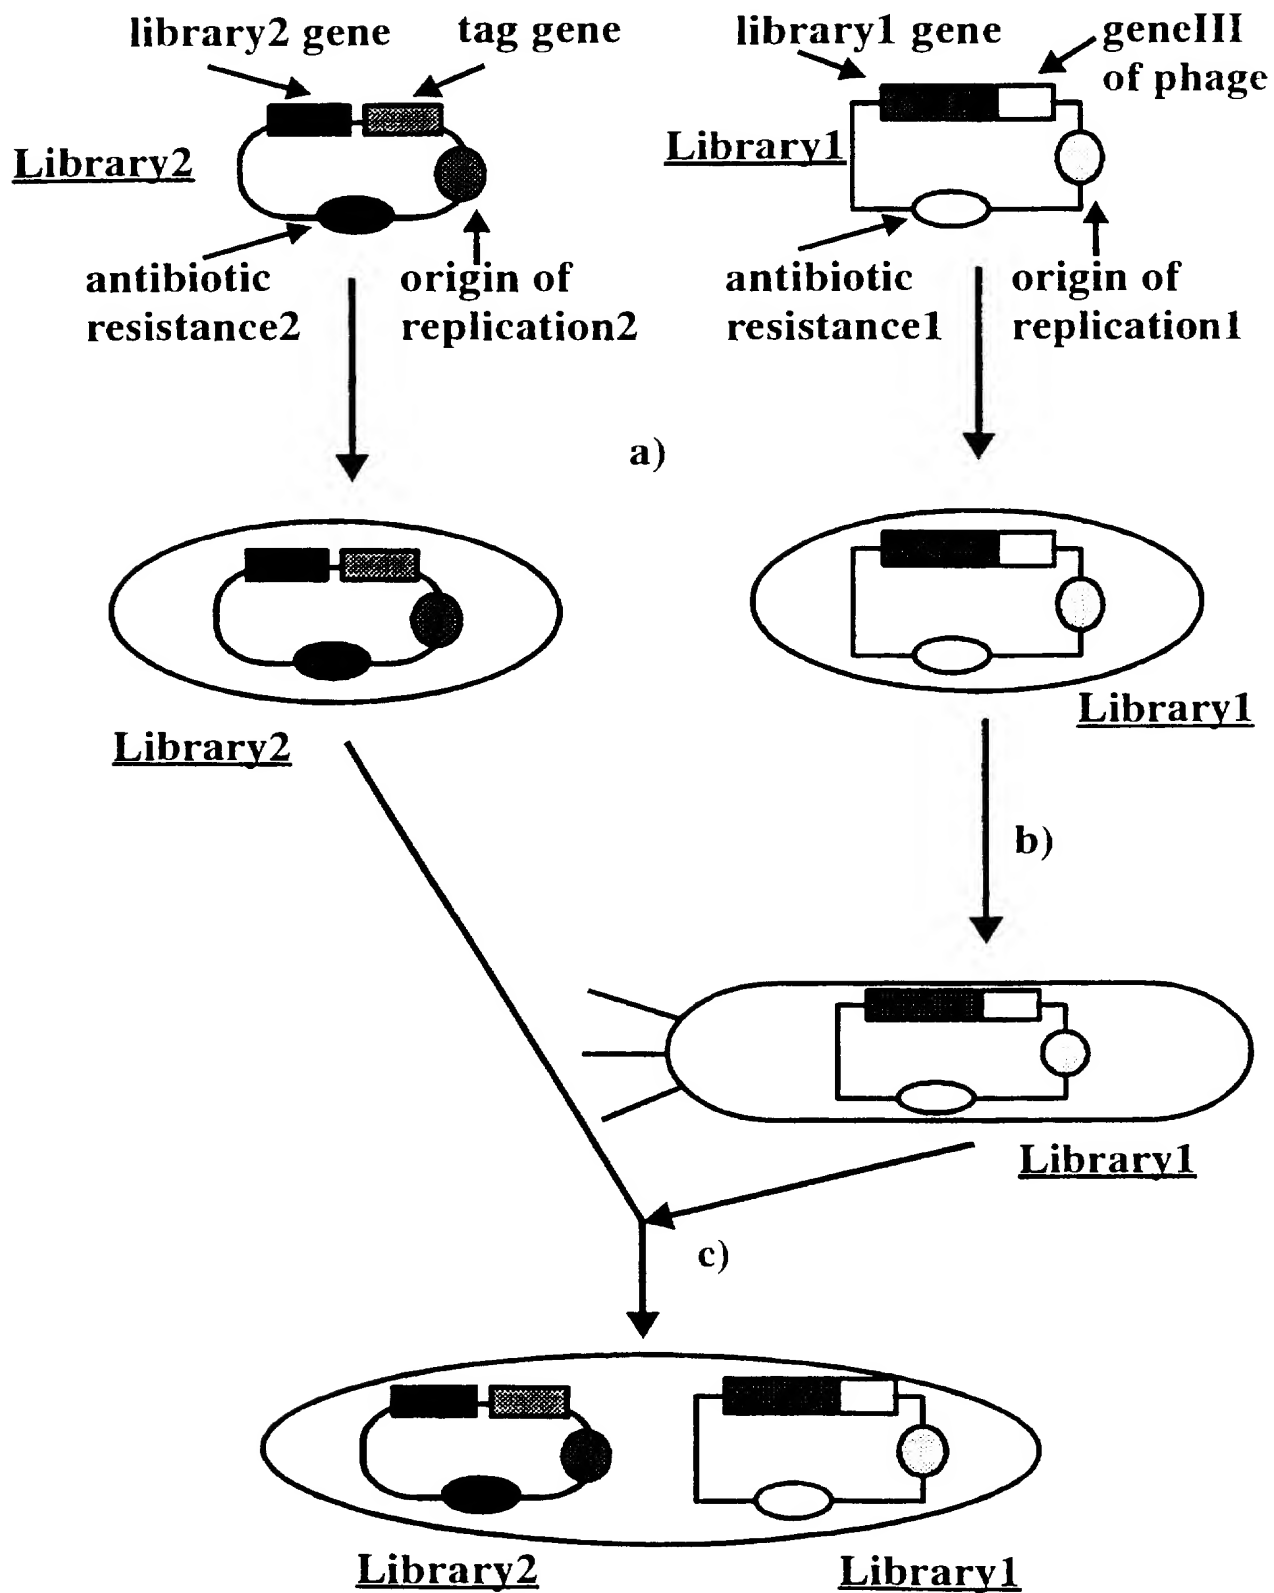 library2 gene
tag gene
library1 gene
geneIII
of phage
Library2
Library1
antibiotic
resistance2
origin of
replication2
antibiotic
resistance1
origin of
replication1
a)
Library2
Library1
b)
Library1
c)
Library2
Library1